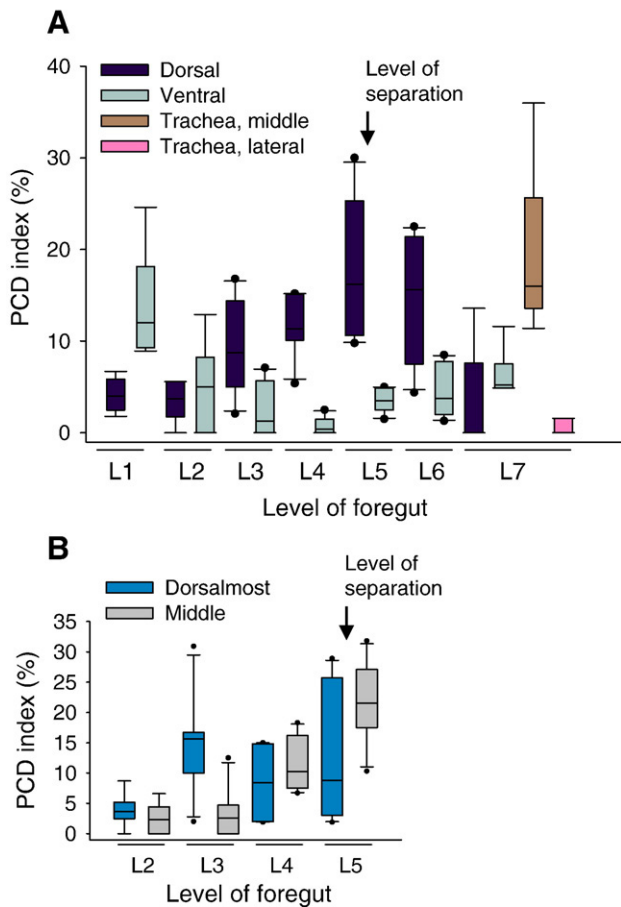 A
40
30
20
10
0
PCD index (%)
Dorsal
Ventral
Trachea, middle
Trachea, lateral
Level of
separation
L1 L2 L3 L4 L5 L6 L7
Level of foregut
B
35
30
25
20
15
10
5
0
PCD index (%)
Dorsalmost
Middle
Level of
separation
L2 L3 L4 L5
Level of foregut